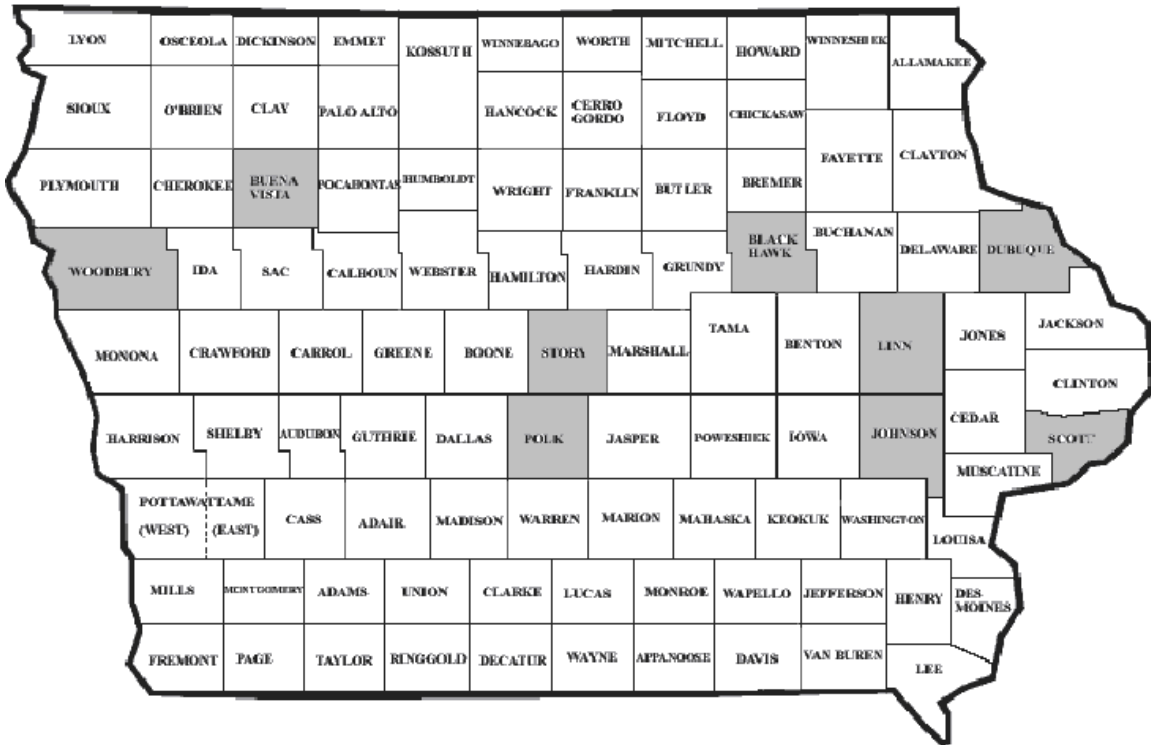 LYON
OSCEOLA
DICKINSON
EMMET
KOSSUTH
WINNEBAGO
WORTH
MITCHELL
HOWARD
WINNESHIEK
ALLAMAKEE
SIOUX
O'BRIEN
CLAY
PALO ALTO
HANCOCK
CERRO
GORDO
FLOYD
CHICKASAW
FAYETTE
CLAYTON
PLYMOUTH
CHEROKEE
BUENA
VISTA
POCAHONTAS
HUMBOLDT
WRIGHT
FRANKLIN
BUTLER
BREMER
WOODBURY
IDA
SAC
CALHOUN
WEBSTER
HAMILTON
HARDIN
GRUNDY
BLACK
HAWK
BUCHANAN
DELAWARE
DUBUQUE
MONONA
CRAWFORD
CARROL
GREENE
BOONE
STORY
MARSHALL
TAMA
BENTON
LINN
JONES
JACKSON
CLINTON
HARRISON
SHELBY
AUDUBON
GUTHRIE
DALLAS
POLK
JASPER
POWESHIEK
IOWA
JOHNSON
CEDAR
SCOTT
MUSCATINE
POTTAWATTAME
(WEST)
(EAST)
CASS
ADAIR
MADISON
WARREN
MARION
MAHASKA
KEOKUK
WASHINGTON
LOUISA
MILLS
MONTGOMERY
ADAMS
UNION
CLARKE
LUCAS
MONROE
WAPELLO
JEFFERSON
HENRY
DES
MOINES
FREMONT
PAGE
TAYLOR
RINGGOLD
DECATUR
WAYNE
APPANOOSE
DAVIS
VAN BUREN
LEE